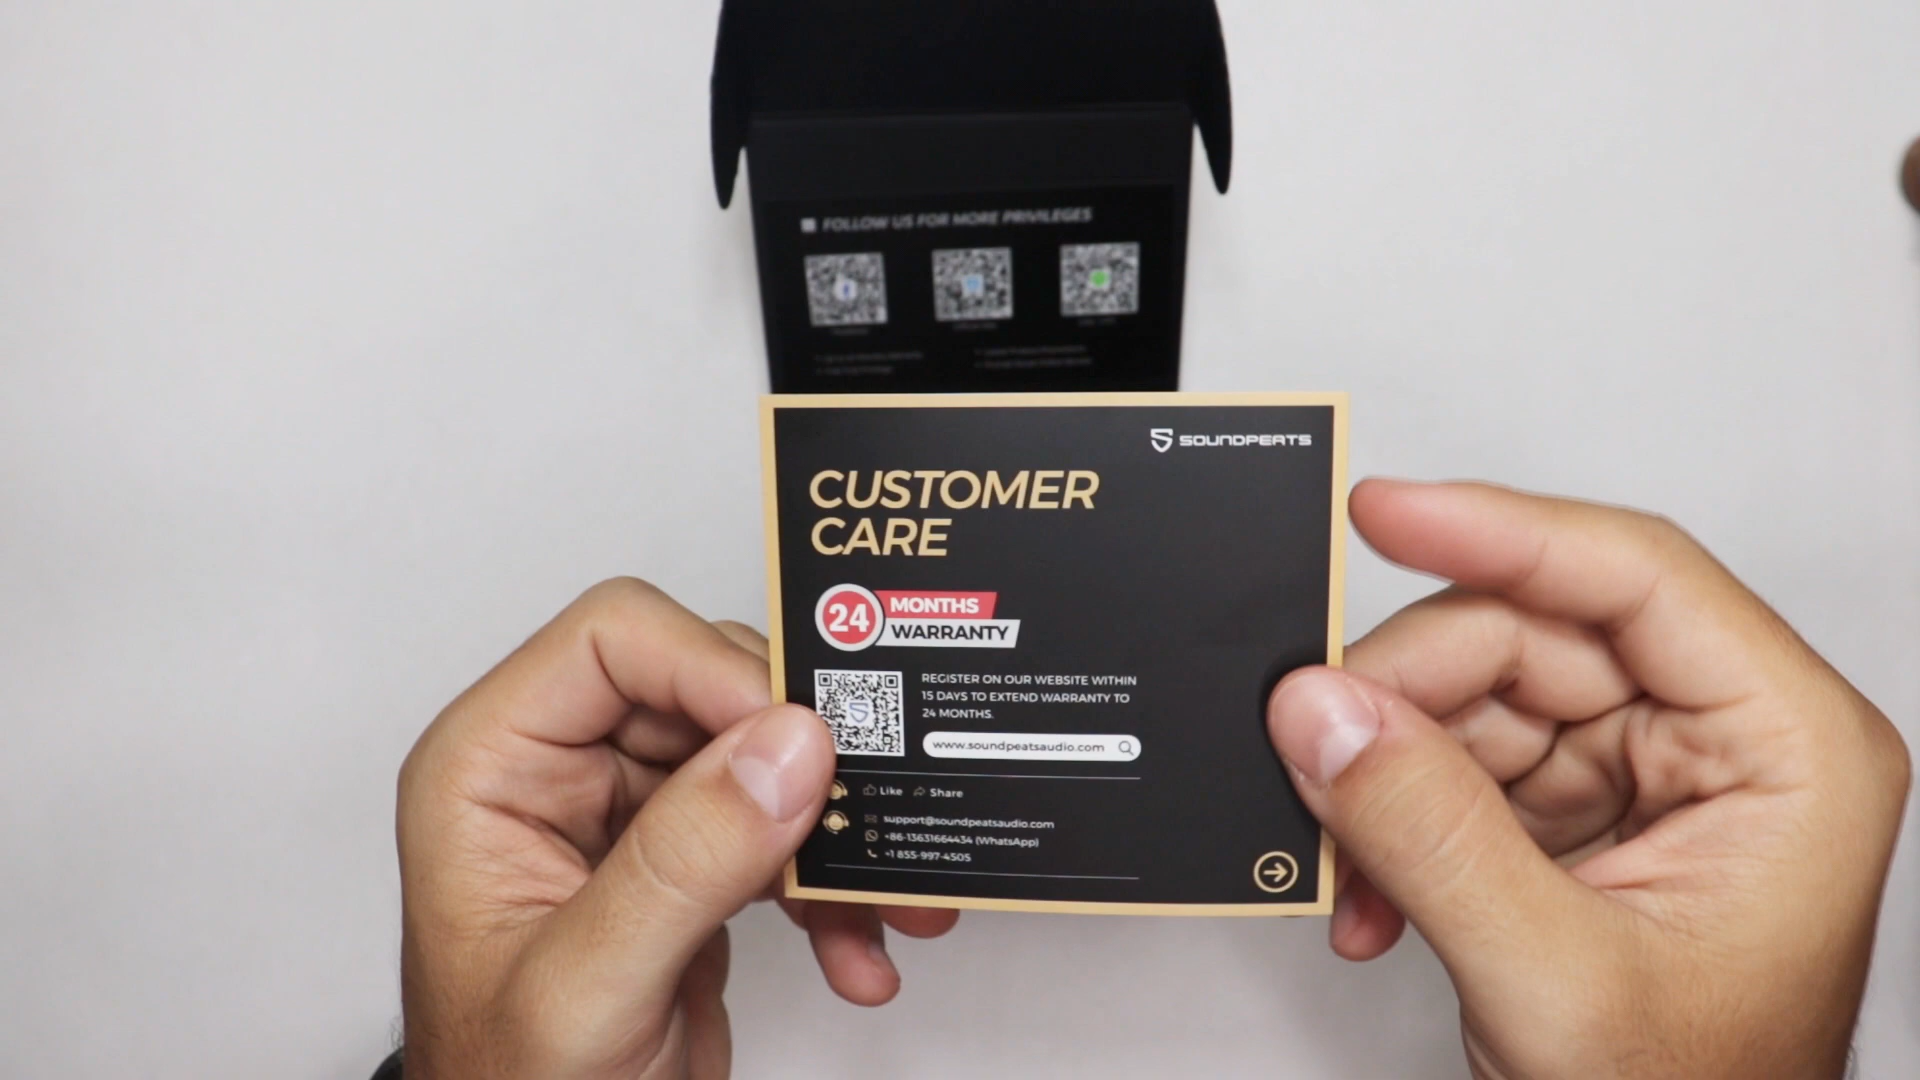 FOLLOW US FOR MORE PRIVILEGES
SOUNDPEATS
CUSTOMER
CARE
24
MONTHS
WARRANTY
REGISTER ON OUR WEBSITE WITHIN
15 DAYS TO EXTEND WARRANTY TO
24 MONTHS.
www.soundpeatsaudio.com
Like Share
support@soundpeatsaudio.com
+86-13631664434 (WhatsApp)
+1 855-997-4505